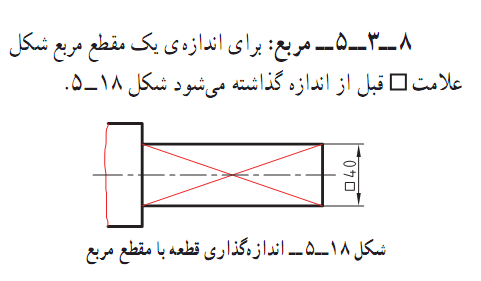 ۸ــ۳ــ۵ــ مربع: برای اندازه‌ی یک مقطع مربع شکل
علامت □ قبل از اندازه گذاشته می‌شود شکل ۱۸ــ۵.
□40
شکل ۱۸ــ۵ــ اندازه‌گذاری قطعه با مقطع مربع